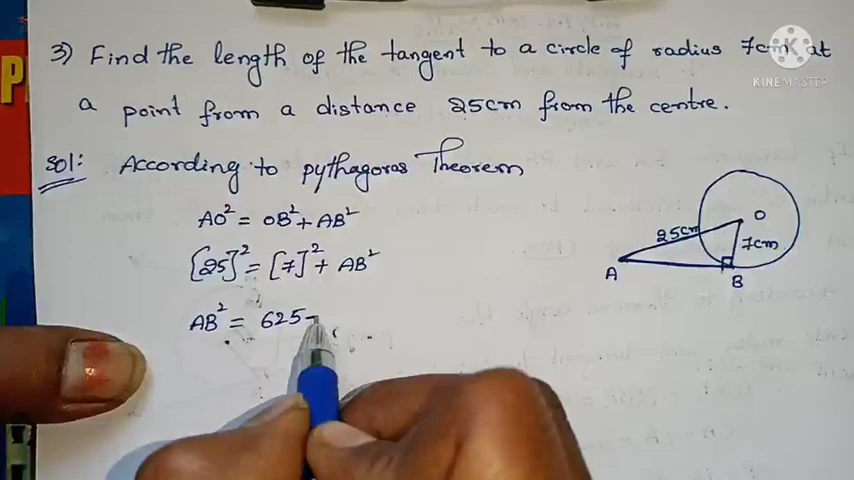 3) Find the length of the tangent to a circle of radius 7cm at
a point from a distance 25cm from the centre.
Sol: According to pythagoras Theorem
AO² = OB² + AB²
[25]² = [7]² + AB²
AB² = 625-
25cm
O
7cm
A
B
K
KINEMASTER
P